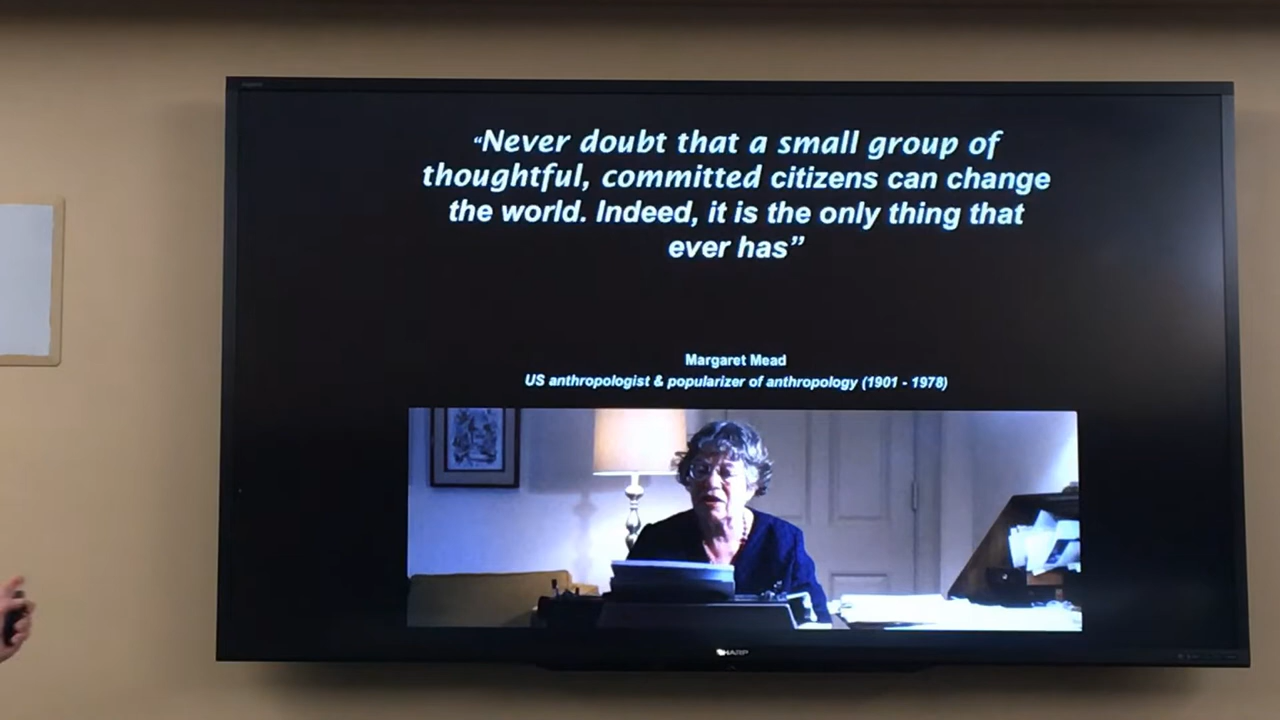 “Never doubt that a small group of
thoughtful, committed citizens can change
the world. Indeed, it is the only thing that
ever has”
Margaret Mead
US anthropologist & popularizer of anthropology (1901 - 1978)
SHARP